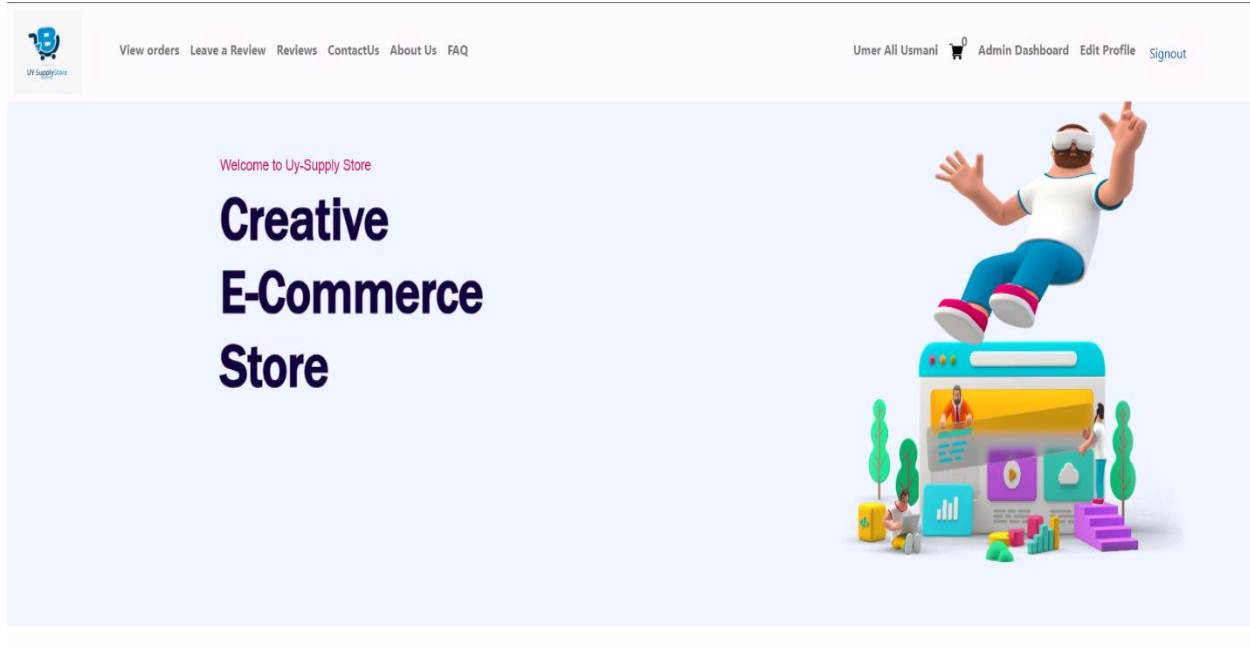 UY-SupplyStore
View orders Leave a Review Reviews ContactUs About Us FAQ
Umer Ali Usmani 0 Admin Dashboard Edit Profile Signout
Welcome to Uy-Supply Store
Creative
E-Commerce
Store